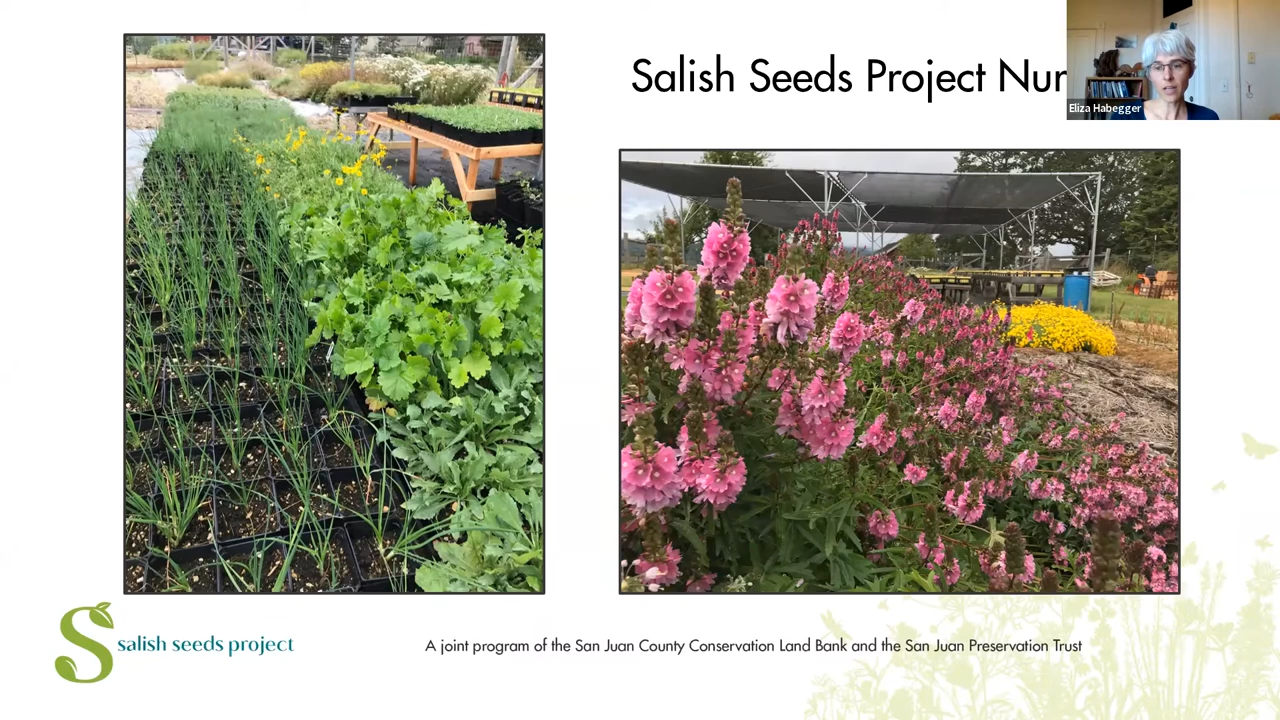 Salish Seeds Project Nur
Eliza Habegger
salish seeds project
A joint program of the San Juan County Conservation Land Bank and the San Juan Preservation Trust